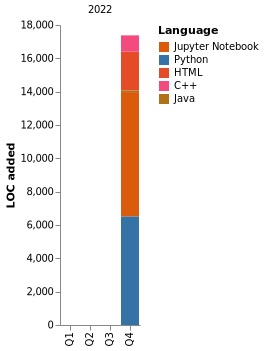 2022
Language
Jupyter Notebook
Python
HTML
C++
Java
LOC added
18,000
16,000
14,000
12,000
10,000
8,000
6,000
4,000
2,000
0
Q1
Q2
Q3
Q4